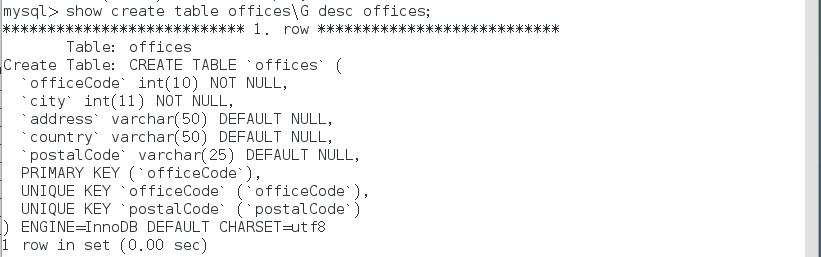 mysql> show create table offices\G desc offices;
*************************** 1. row ***************************
       Table: offices
Create Table: CREATE TABLE `offices` (
  `officeCode` int(10) NOT NULL,
  `city` int(11) NOT NULL,
  `address` varchar(50) DEFAULT NULL,
  `country` varchar(50) DEFAULT NULL,
  `postalCode` varchar(25) DEFAULT NULL,
  PRIMARY KEY (`officeCode`),
  UNIQUE KEY `officeCode` (`officeCode`),
  UNIQUE KEY `postalCode` (`postalCode`)
) ENGINE=InnoDB DEFAULT CHARSET=utf8
1 row in set (0.00 sec)